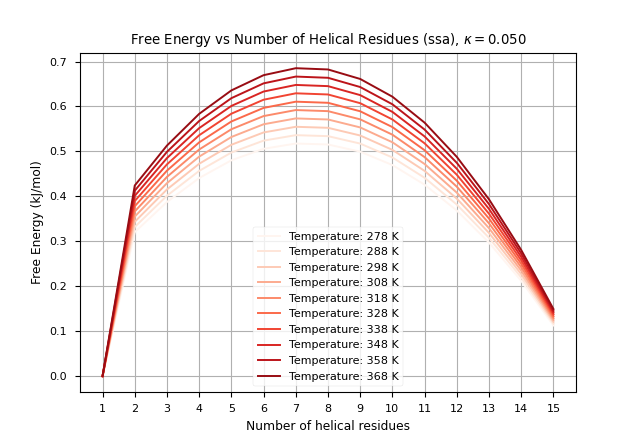 Free Energy vs Number of Helical Residues (ssa), κ = 0.050
0.7
0.6
0.5
0.4
0.3
0.2
0.1
0.0
Free Energy (kJ/mol)
Temperature: 278 K
Temperature: 288 K
Temperature: 298 K
Temperature: 308 K
Temperature: 318 K
Temperature: 328 K
Temperature: 338 K
Temperature: 348 K
Temperature: 358 K
Temperature: 368 K
1 2 3 4 5 6 7 8 9 10 11 12 13 14 15
Number of helical residues